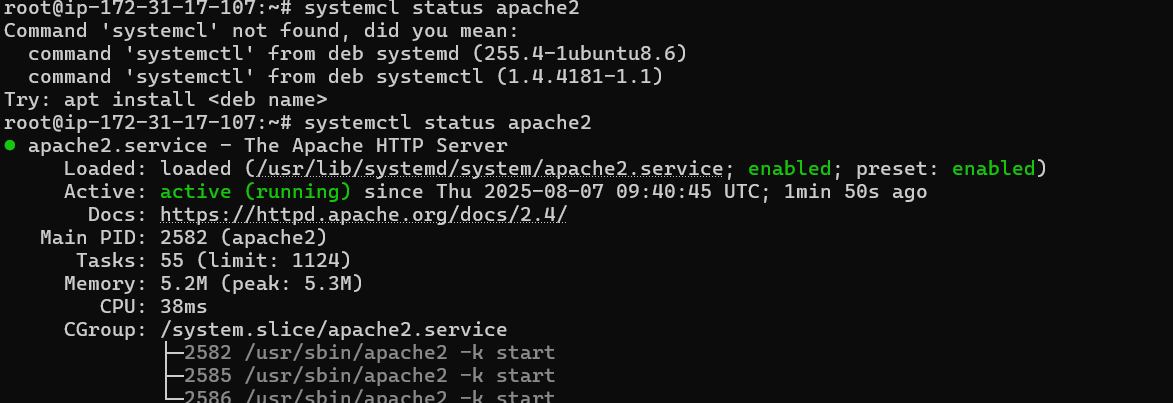 root@ip-172-31-17-107:~# systemcl status apache2
Command 'systemcl' not found, did you mean:
  command 'systemctl' from deb systemd (255.4-1ubuntu8.6)
  command 'systemctl' from deb systemctl (1.4.4181-1.1)
Try: apt install <deb name>
root@ip-172-31-17-107:~# systemctl status apache2
● apache2.service - The Apache HTTP Server
     Loaded: loaded (/usr/lib/systemd/system/apache2.service; enabled; preset: enabled)
     Active: active (running) since Thu 2025-08-07 09:40:45 UTC; 1min 50s ago
       Docs: https://httpd.apache.org/docs/2.4/
   Main PID: 2582 (apache2)
      Tasks: 55 (limit: 1124)
     Memory: 5.2M (peak: 5.3M)
        CPU: 38ms
     CGroup: /system.slice/apache2.service
             ├─2582 /usr/sbin/apache2 -k start
             ├─2585 /usr/sbin/apache2 -k start
             └─2586 /usr/sbin/apache2 -k start